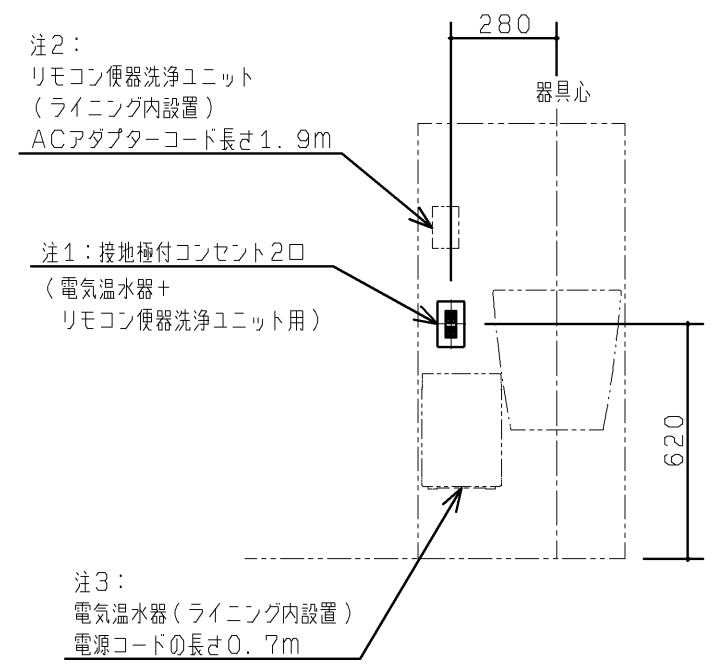 280
注2：
リモコン便器洗浄ユニット
（ライニング内設置）
ACアダプターコード長さ1．9m
器具心
注1：接地極付コンセント2口
（電気温水器＋
リモコン便器洗浄ユニット用）
620
注3：
電気温水器（ライニング内設置）
電源コードの長さ0．7m